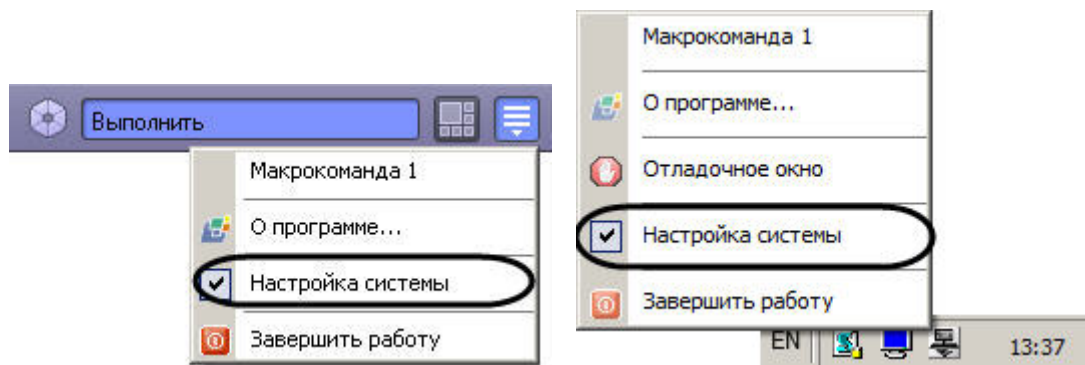 Выполнить
Макрокоманда 1
О программе...
Настройка системы
Завершить работу
Макрокоманда 1
О программе...
Отладочное окно
Настройка системы
Завершить работу
EN 13:37